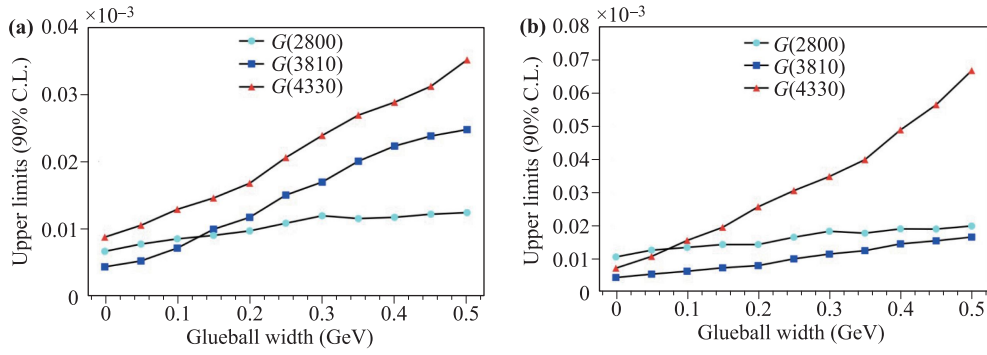 (a)
×10⁻³
0.04
0.03
0.02
0.01
0
Upper limits (90% C.L.)
G(2800)
G(3810)
G(4330)
0 0.1 0.2 0.3 0.4 0.5
Glueball width (GeV)
(b)
×10⁻³
0.08
0.07
0.06
0.05
0.04
0.03
0.02
0.01
0
Upper limits (90% C.L.)
G(2800)
G(3810)
G(4330)
0 0.1 0.2 0.3 0.4 0.5
Glueball width (GeV)